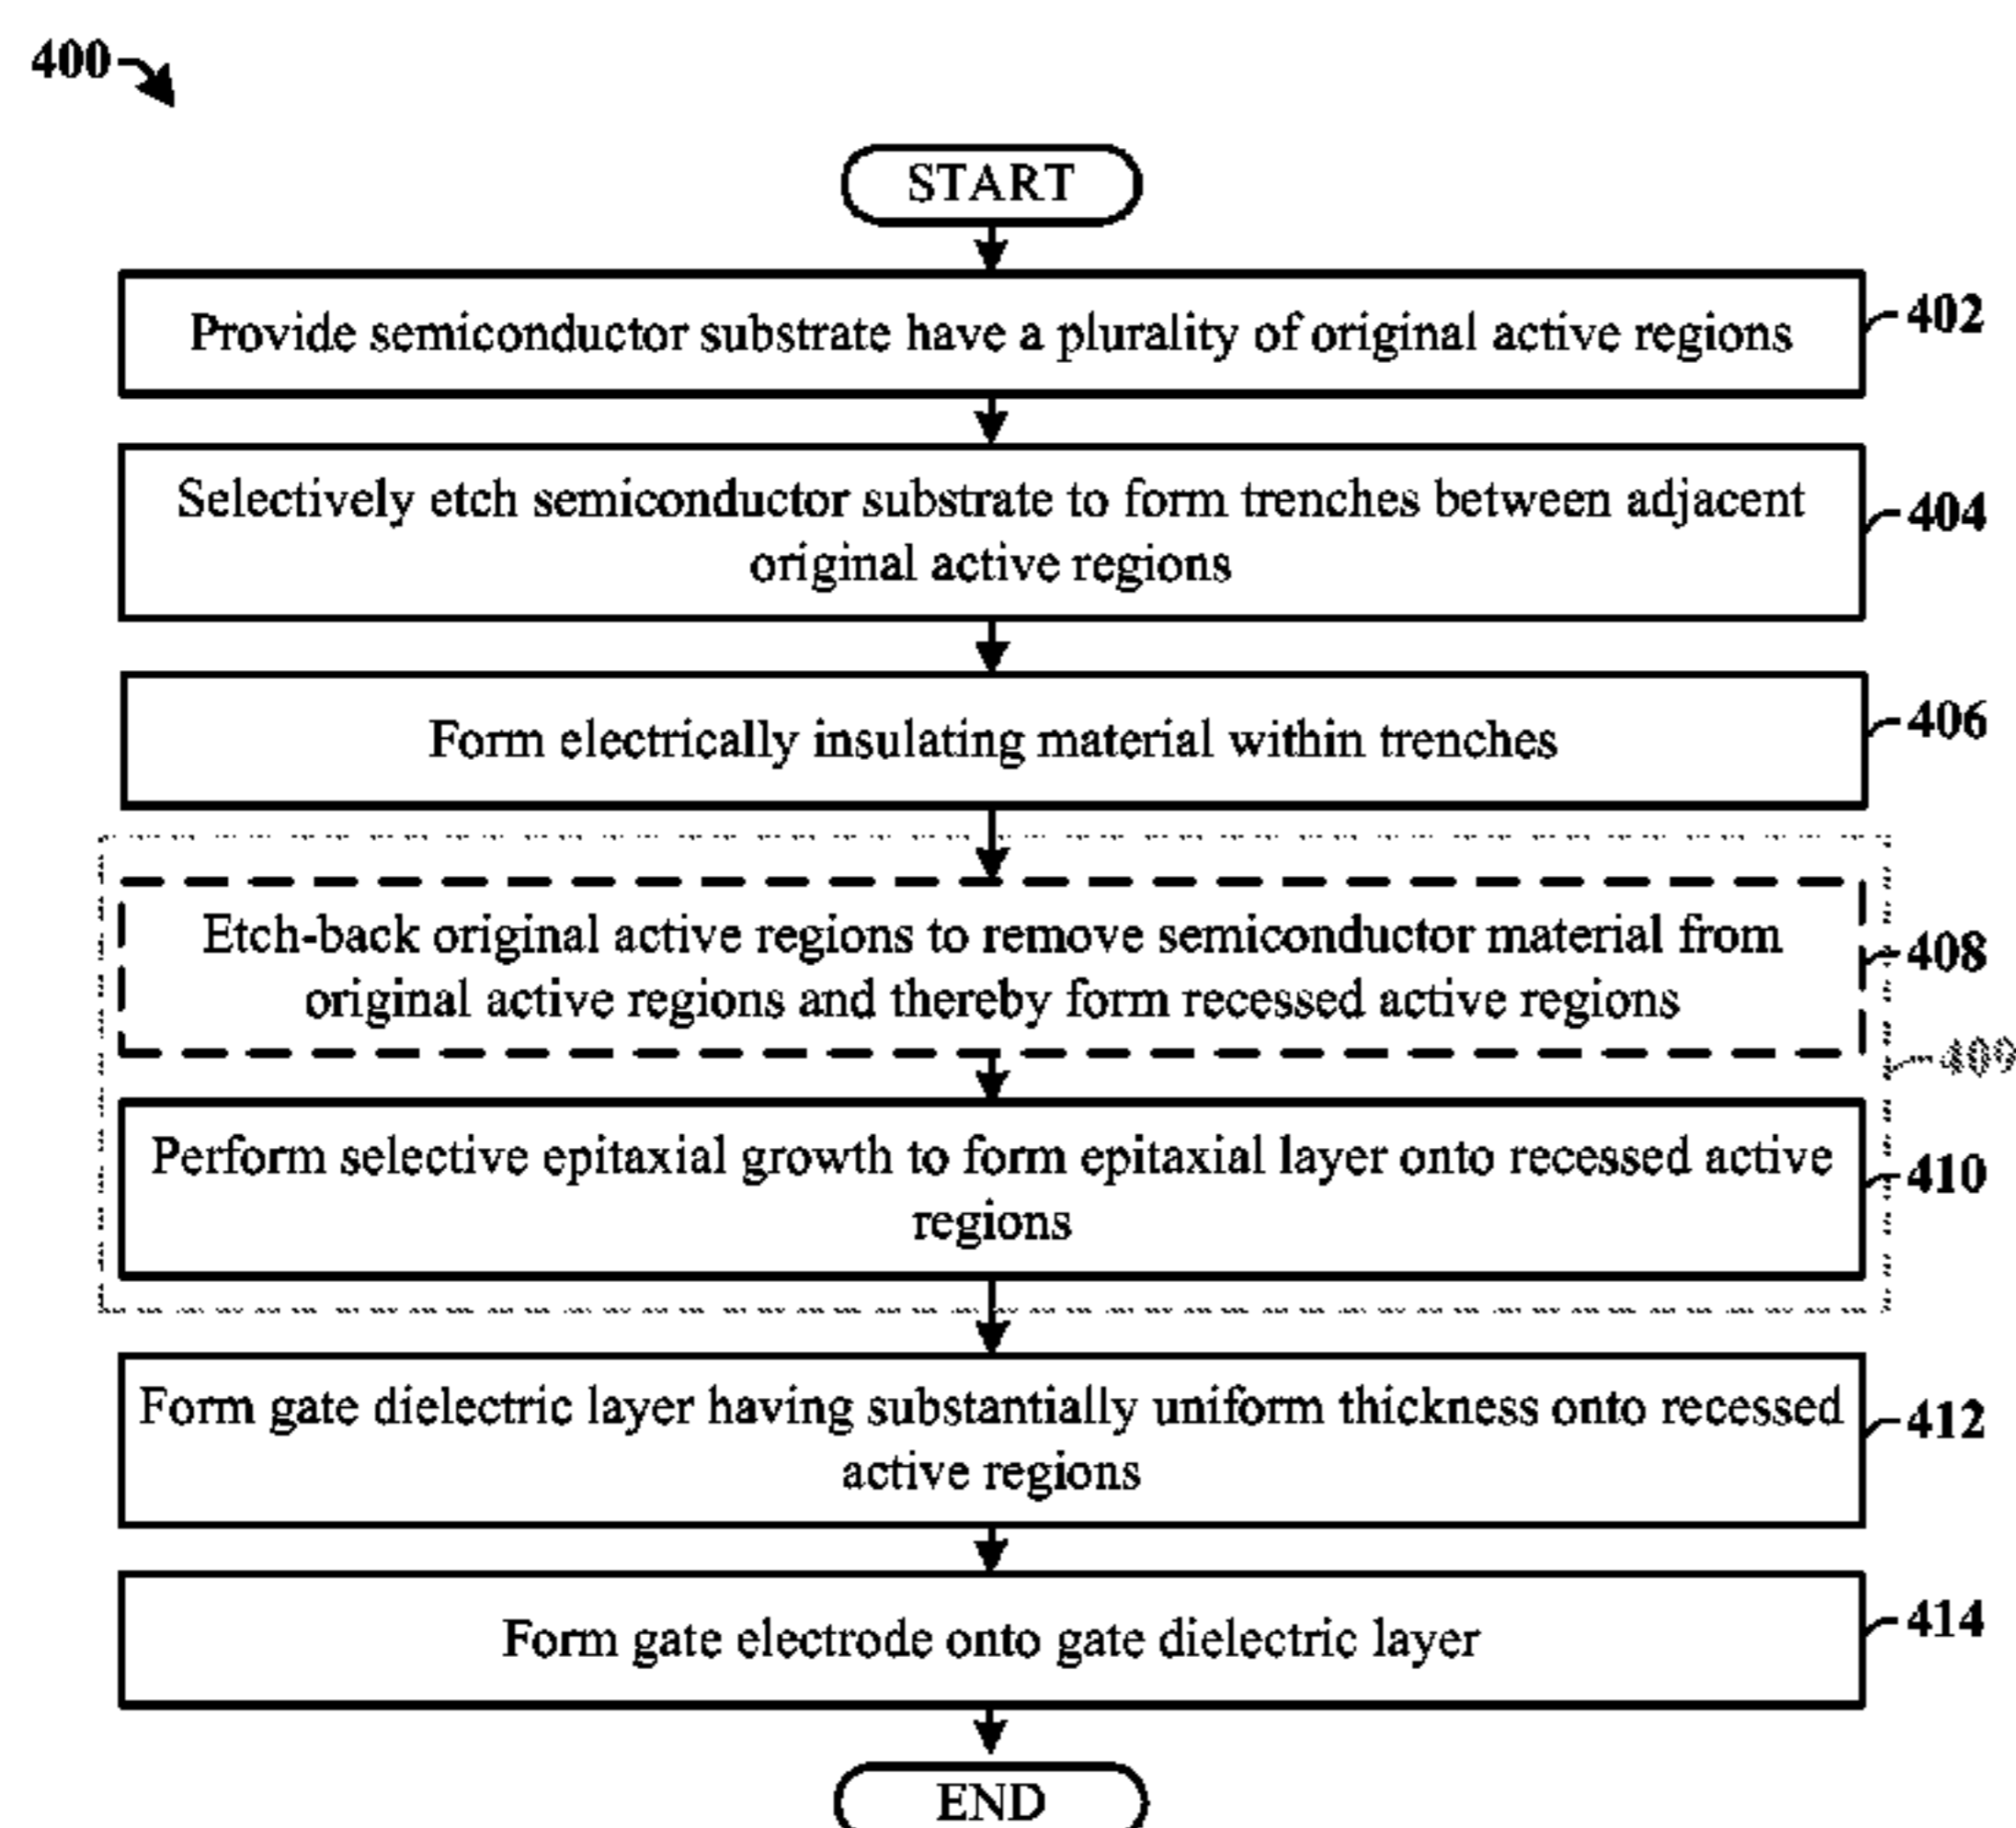 400
START
Provide semiconductor substrate have a plurality of original active regions
402
Selectively etch semiconductor substrate to form trenches between adjacent
original active regions
404
Form electrically insulating material within trenches
406
Etch-back original active regions to remove semiconductor material from
original active regions and thereby form recessed active regions
408
409
Perform selective epitaxial growth to form epitaxial layer onto recessed active
regions
410
Form gate dielectric layer having substantially uniform thickness onto recessed
active regions
412
Form gate electrode onto gate dielectric layer
414
END